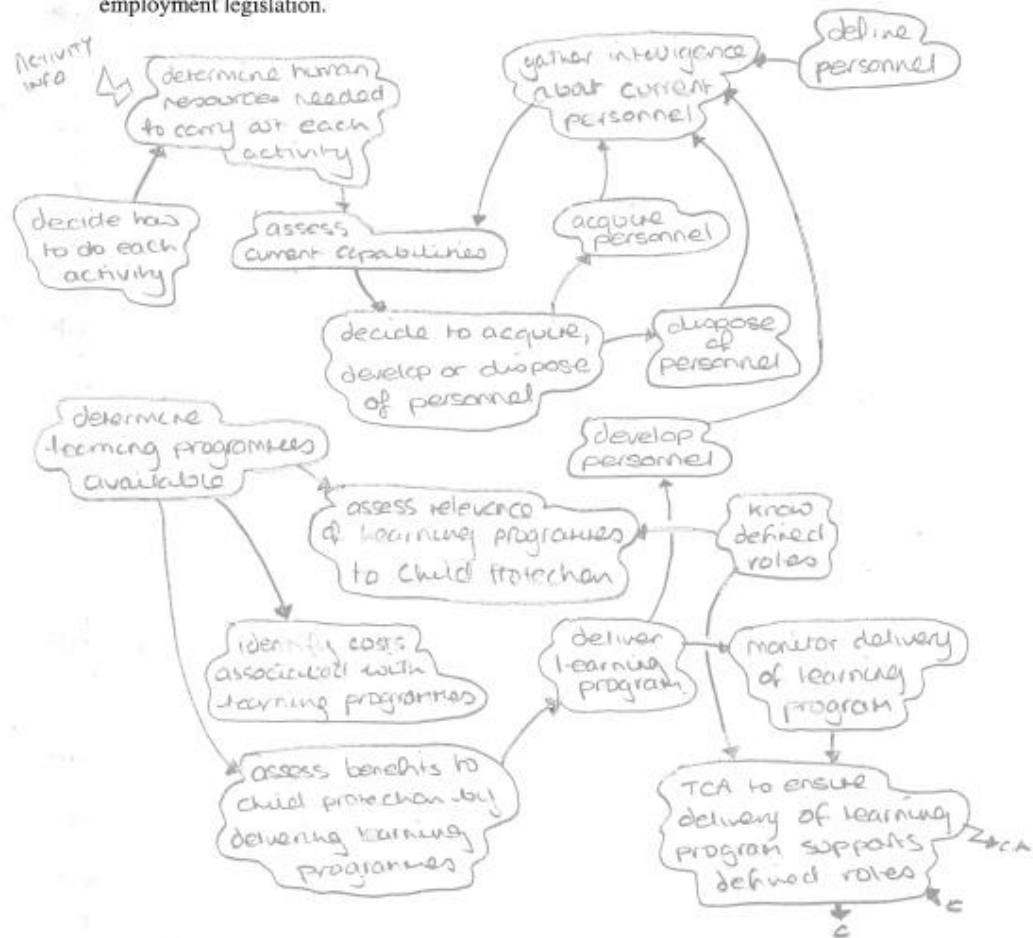 employment legislation.
Activity
info
determine human
resources needed
to carry out each
activity
gather intelligence
about current
personnel
define
personnel
decide how
to do each
activity
assess
current capabilities
acquire
personnel
decide to acquire,
develop or dispose
of personnel
dispose
of
personnel
determine
learning programmes
available
develop
personnel
assess relevance
of learning programmes
to Child Protection
know
defined
roles
identify costs
associated with
learning programmes
deliver
learning
program
monitor delivery
of learning
program
assess benefits to
child protection by
delivering learning
programmes
TCA to ensure
delivery of learning
program supports
defined roles
C.A
C
C